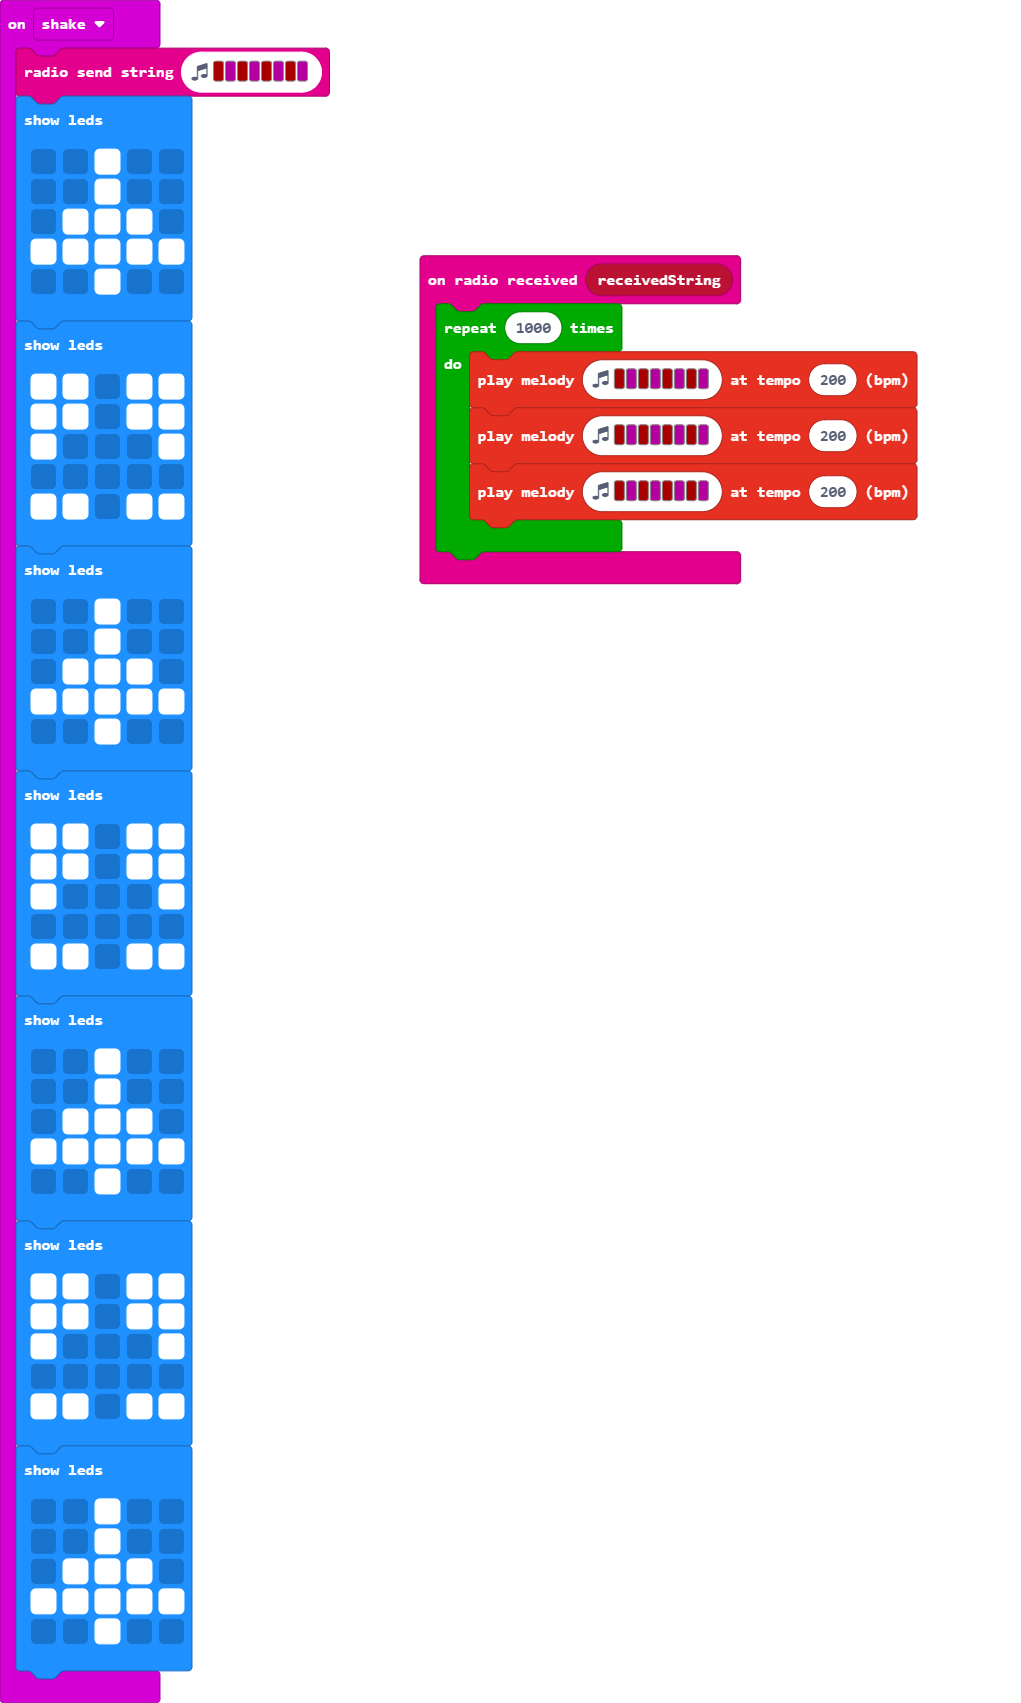 on shake
radio send string
show leds
show leds
show leds
show leds
show leds
show leds
show leds
on radio received receivedString
repeat 1000 times
do
play melody at tempo 200 (bpm)
play melody at tempo 200 (bpm)
play melody at tempo 200 (bpm)